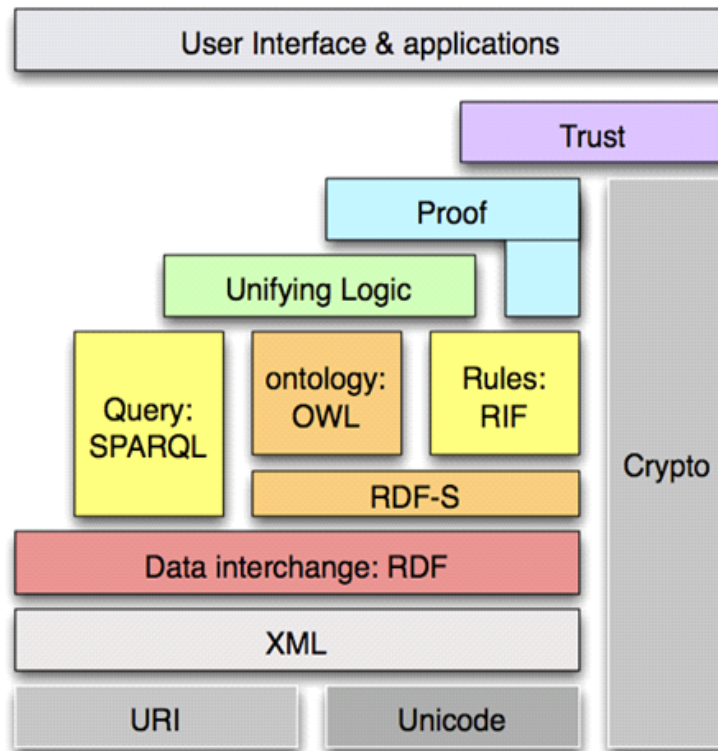 User Interface & applications
Trust
Proof
Unifying Logic
Query:
SPARQL
ontology:
OWL
Rules:
RIF
Crypto
RDF-S
Data interchange: RDF
XML
URI
Unicode